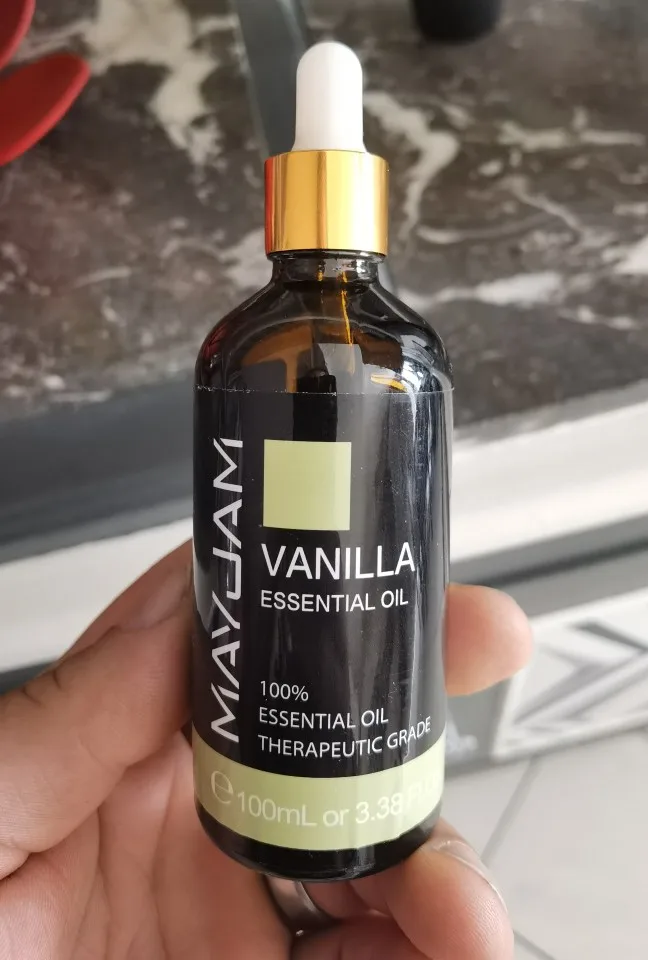 MAYJAM
VANILLA
ESSENTIAL OIL
100%
ESSENTIAL OIL
THERAPEUTIC GRADE
℮ 100mL or 3.38